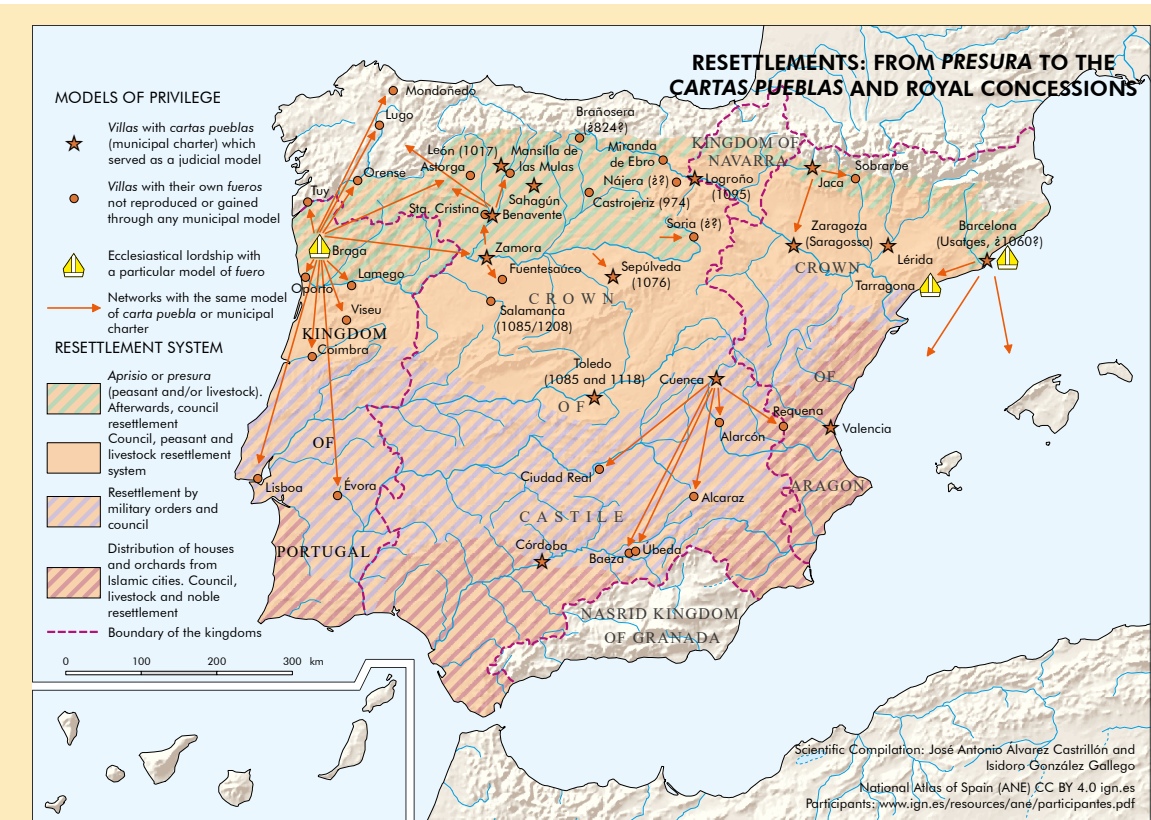 RESETTLEMENTS: FROM PRESURA TO THE
CARTAS PUEBLAS AND ROYAL CONCESSIONS
MODELS OF PRIVILEGE
Villas with cartas pueblas
(municipal charter) which
served as a judicial model
Villas with their own fueros
not reproduced or gained
through any municipal model
Ecclesiastical lordship with
a particular model of fuero
Networks with the same model
of carta puebla or municipal
charter
RESETTLEMENT SYSTEM
Aprisio or presura
(peasant and/or livestock).
Afterwards, council
resettlement
Council, peasant and
livestock resettlement
system
Resettlement by
military orders and
council
Distribution of houses
and orchards from
Islamic cities. Council,
livestock and noble
resettlement
Boundary of the kingdoms
0 100 200 300 km
Mondoñedo
Lugo
Orense
Tuy
Braga
Oporto
Lamego
Viseu
Coimbra
Lisboa
Évora
KINGDOM
OF
PORTUGAL
León (1017)
Astorga
Mansilla de
las Mulas
Sahagún
Sta. Cristina
Benavente
Zamora
Fuentesaúco
Salamanca
(1085/1208)
Brañosera
(¿824?)
Miranda
de Ebro
Nájera (¿?)
Castrojeriz (974)
Logroño
(1095)
Soria (¿?)
Sepúlveda
(1076)
KINGDOM OF
NAVARRA
Jaca
Sobrarbe
Zaragoza
(Saragossa)
Lérida
Barcelona
(Usatges, ¿1060?)
Tarragona
CROWN
OF
ARAGON
CROWN
OF
CASTILE
Toledo
(1085 and 1118)
Cuenca
Requena
Valencia
Alarcón
Ciudad Real
Alcaraz
Córdoba
Baeza
Úbeda
NASRID KINGDOM
OF GRANADA
Scientific Compilation: José Antonio Álvarez Castrillón and
Isidoro González Gallego
National Atlas of Spain (ANE) CC BY 4.0 ign.es
Participants: www.ign.es/resources/ane/participantes.pdf